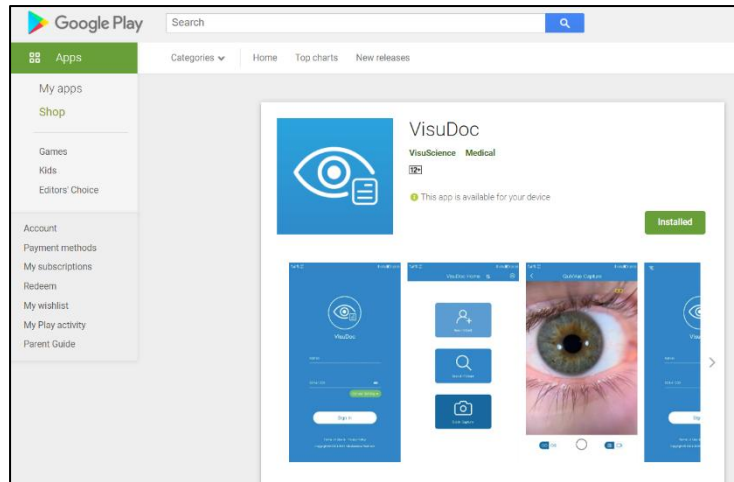 Google Play
Search
Apps
Categories
Home
Top charts
New releases
My apps
Shop
Games
Kids
Editors' Choice
Account
Payment methods
My subscriptions
Redeem
My wishlist
My Play activity
Parent Guide
VisuDoc
VisuScience Medical
12+
This app is available for your device
Installed
VisuDoc
Sign In
VisuDoc Home
Capture